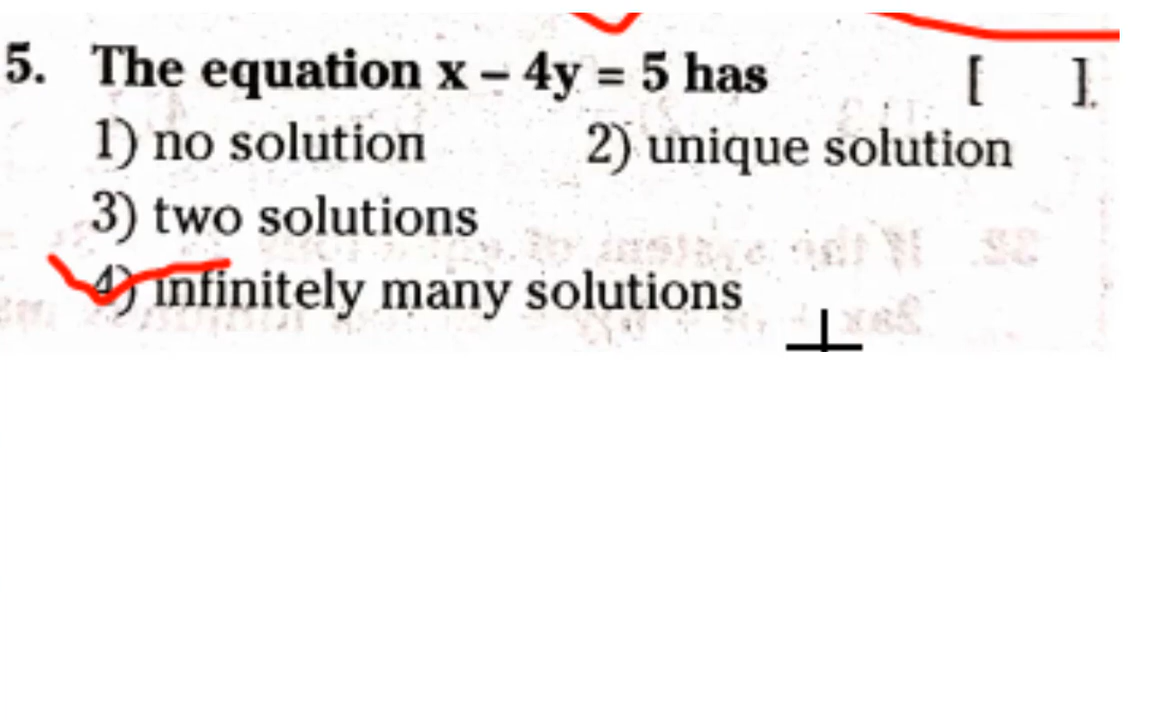 5. The equation x – 4y = 5 has [ ].
1) no solution 2) unique solution
3) two solutions
4) infinitely many solutions